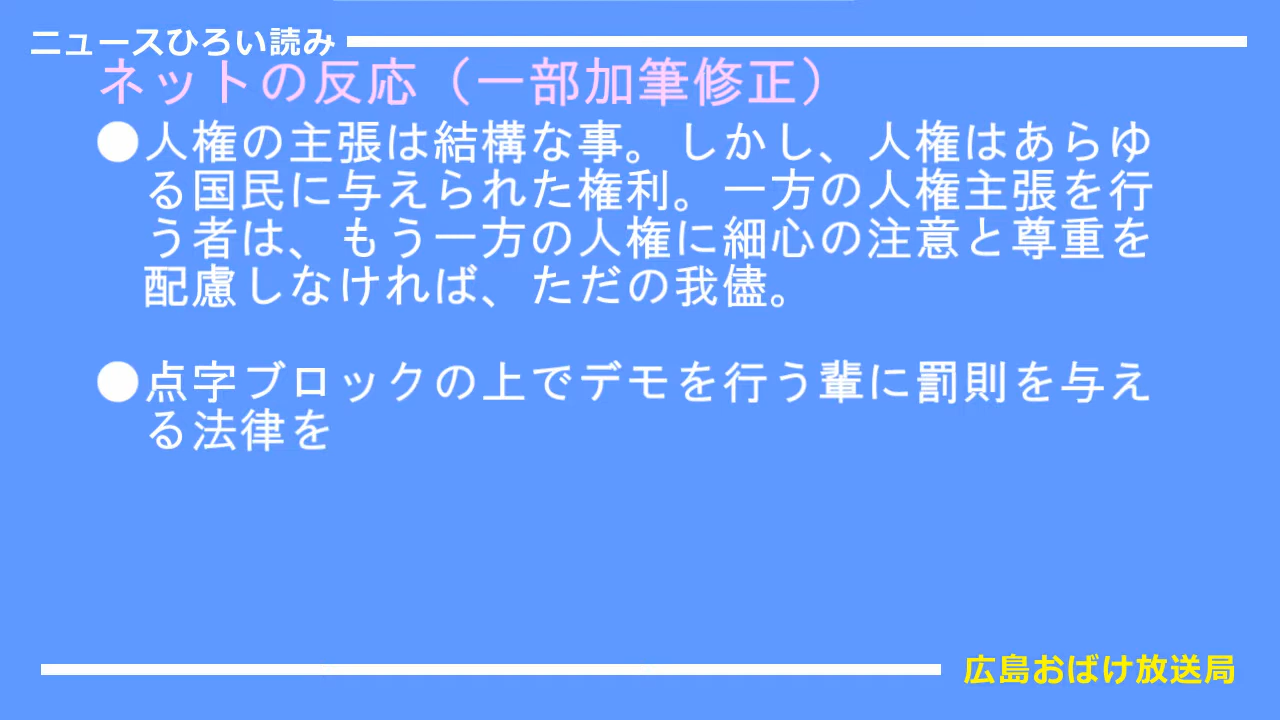 ニュースひろい読み
ネットの反応（一部加筆修正）
●人権の主張は結構な事。しかし、人権はあらゆ
る国民に与えられた権利。一方の人権主張を行
う者は、もう一方の人権に細心の注意と尊重を
配慮しなければ、ただの我儘。
●点字ブロックの上でデモを行う輩に罰則を与え
る法律を
広島おばけ放送局